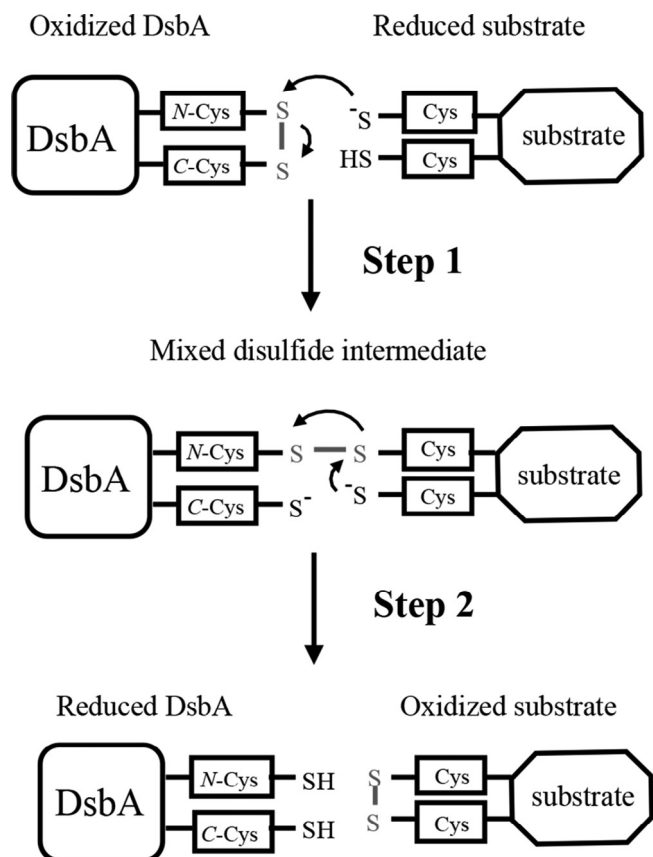 Oxidized DsbA Reduced substrate
DsbA N-Cys S -S Cys substrate
C-Cys S HS Cys
Step 1
Mixed disulfide intermediate
DsbA N-Cys S S Cys substrate
C-Cys S- -S Cys
Step 2
Reduced DsbA Oxidized substrate
DsbA N-Cys SH S Cys substrate
C-Cys SH S Cys